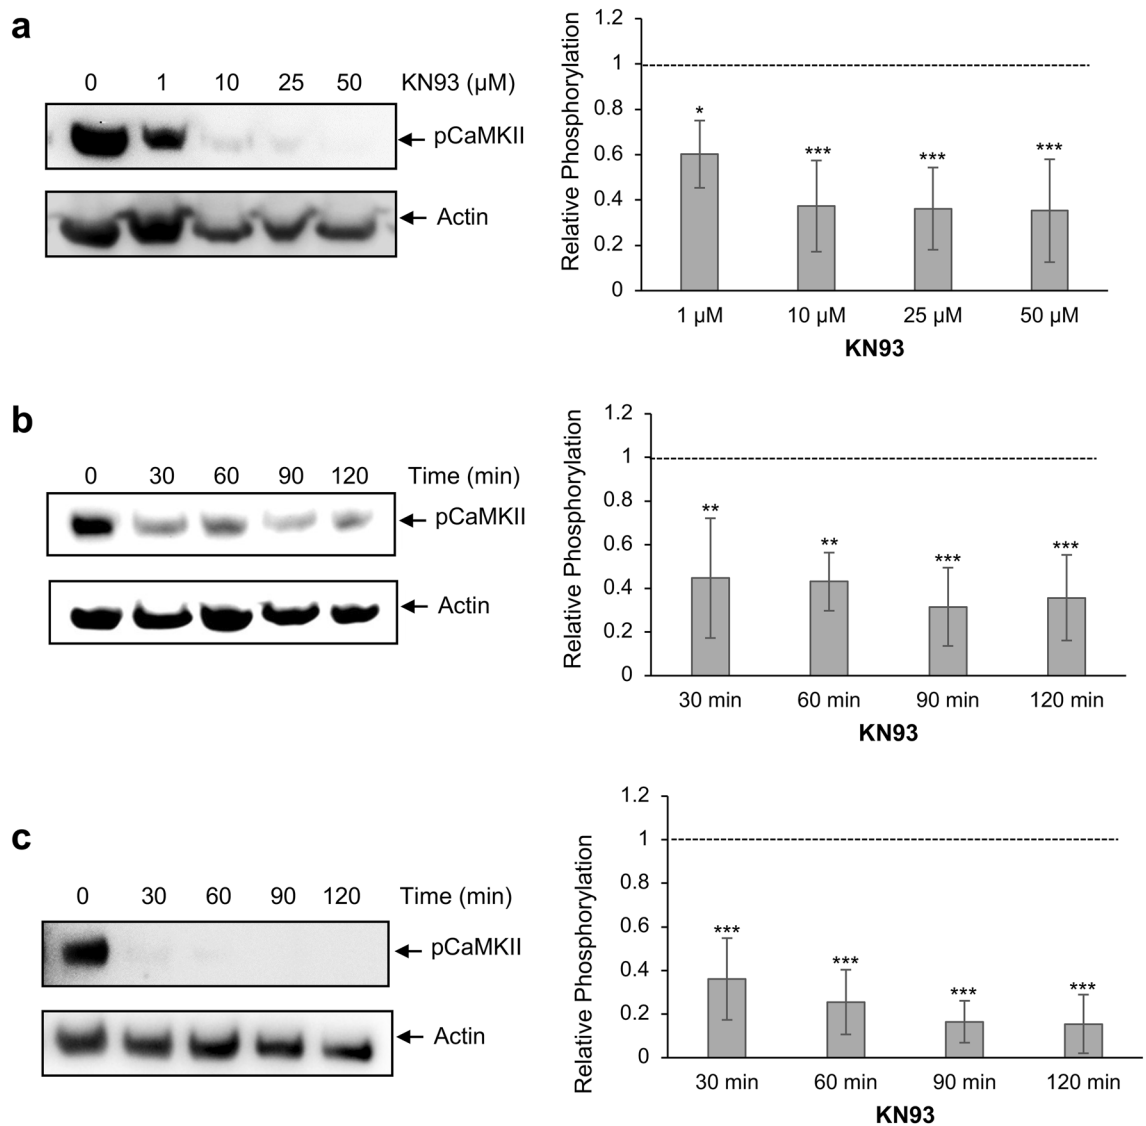 a
0 1 10 25 50 KN93 (µM)
pCaMKII
Actin
Relative Phosphorylation
1.2
1
0.8
0.6
0.4
0.2
0
*
***
***
***
1 µM 10 µM 25 µM 50 µM
KN93
b
0 30 60 90 120 Time (min)
pCaMKII
Actin
Relative Phosphorylation
1.2
1
0.8
0.6
0.4
0.2
0
**
**
***
***
30 min 60 min 90 min 120 min
KN93
c
0 30 60 90 120 Time (min)
pCaMKII
Actin
Relative Phosphorylation
1.2
1
0.8
0.6
0.4
0.2
0
***
***
***
***
30 min 60 min 90 min 120 min
KN93